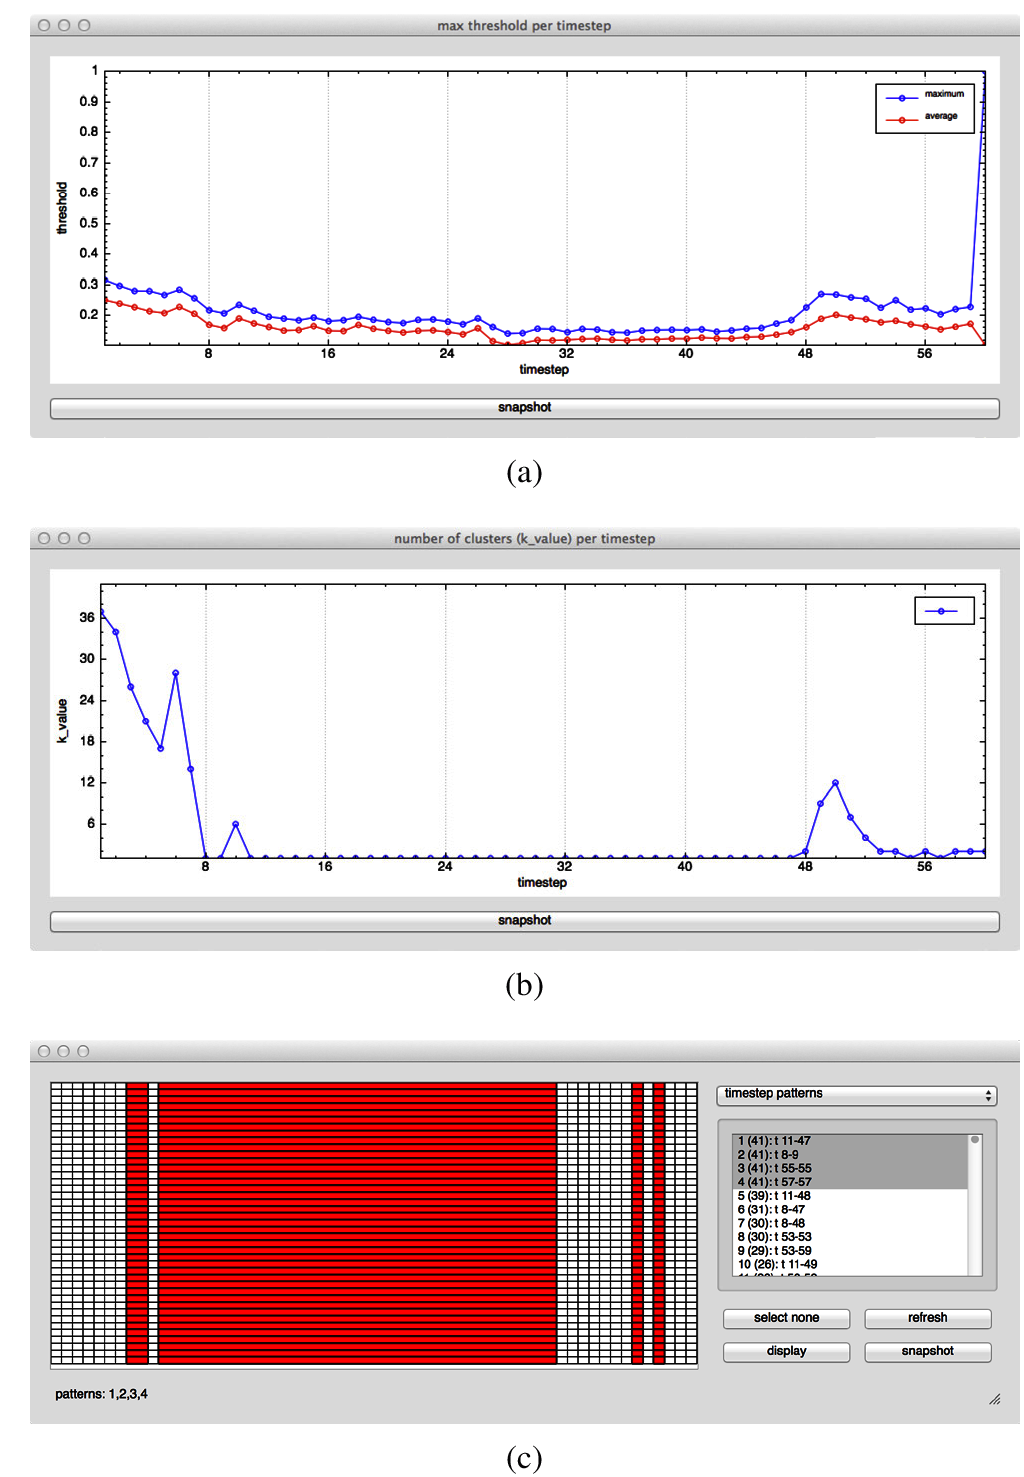 max threshold per timestep
1
0.9
0.8
0.7
0.6
0.5
0.4
0.3
0.2
threshold
maximum
average
8 16 24 32 40 48 56
timestep
snapshot
(a)
number of clusters (k_value) per timestep
36
30
24
18
12
6
k_value
8 16 24 32 40 48 56
timestep
snapshot
(b)
timestep patterns
1 (41): t 11-47
2 (41): t 8-9
3 (41): t 55-55
4 (41): t 57-57
5 (39): t 11-48
6 (31): t 8-47
7 (30): t 8-48
8 (30): t 53-53
9 (29): t 53-59
10 (26): t 11-49
select none refresh
display snapshot
patterns: 1,2,3,4
(c)